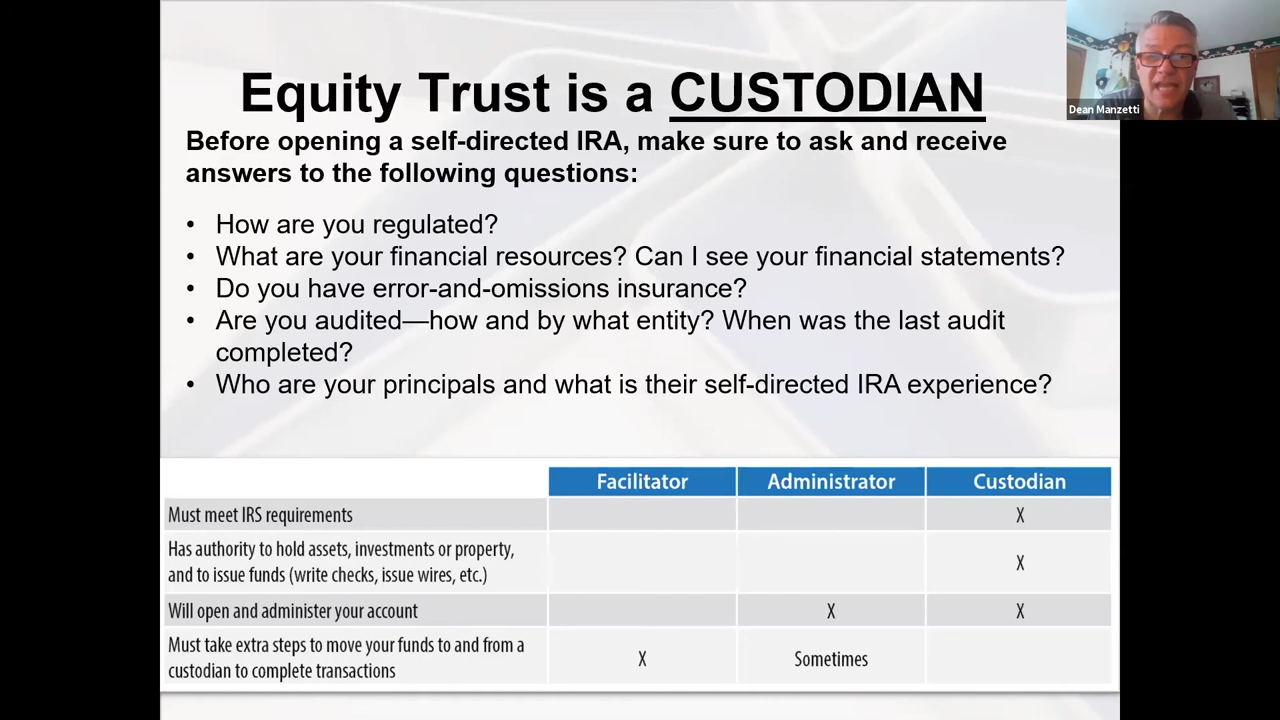 Equity Trust is a CUSTODIAN
Dean Manzetti
Before opening a self-directed IRA, make sure to ask and receive
answers to the following questions:
• How are you regulated?
• What are your financial resources? Can I see your financial statements?
• Do you have error-and-omissions insurance?
• Are you audited—how and by what entity? When was the last audit
completed?
• Who are your principals and what is their self-directed IRA experience?
Facilitator Administrator Custodian
Must meet IRS requirements X
Has authority to hold assets, investments or property,
and to issue funds (write checks, issue wires, etc.) X
Will open and administer your account X X
Must take extra steps to move your funds to and from a
custodian to complete transactions X Sometimes